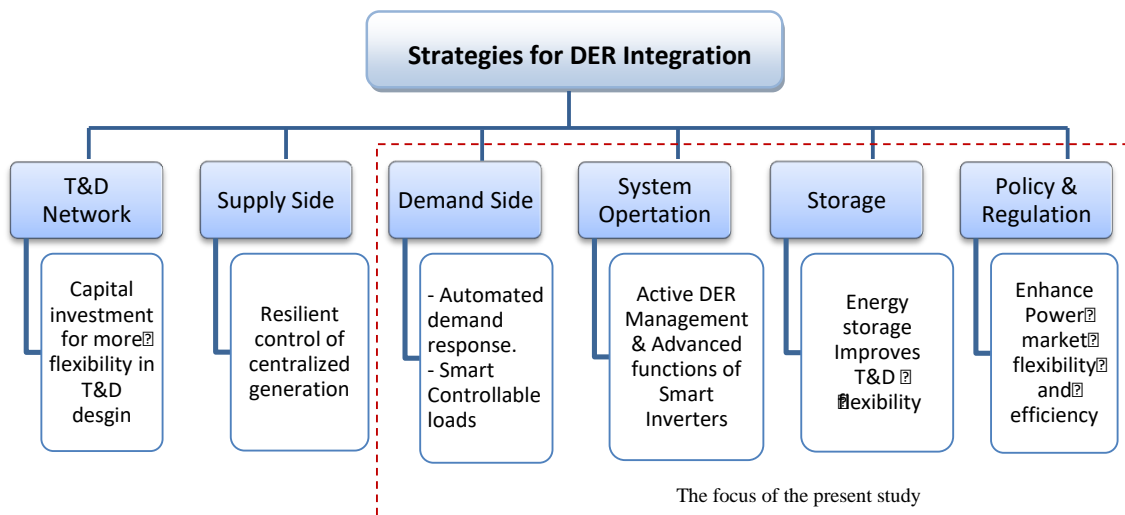 Strategies for DER Integration
T&D
Network
Supply Side
Demand Side
System
Opertation
Storage
Policy &
Regulation
Capital
investment
for more
flexibility in
T&D
desgin
Resilient
control of
centralized
generation
- Automated
demand
response.
- Smart
Controllable
loads
Active DER
Management
& Advanced
functions of
Smart
Inverters
Energy
storage
Improves
T&D
flexibility
Enhance
Power
market
flexibility
and
efficiency
The focus of the present study